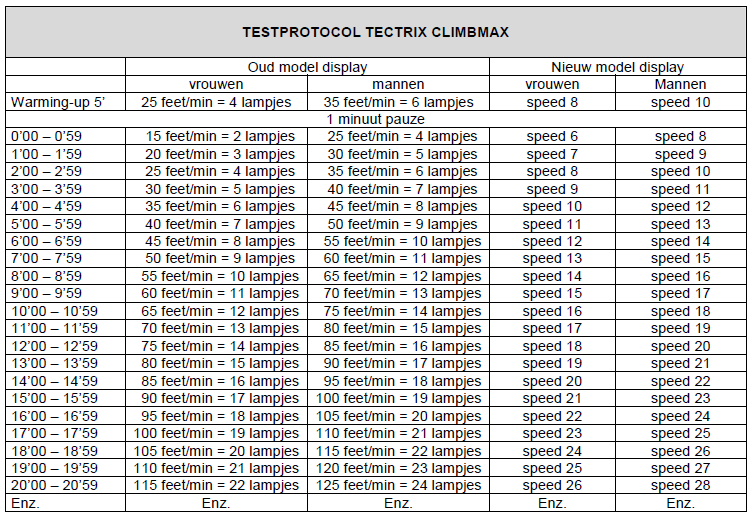 TESTPROTOCOL TECTRIX CLIMBMAX
Oud model display Nieuw model display
vrouwen mannen vrouwen Mannen
Warming-up 5' 25 feet/min = 4 lampjes 35 feet/min = 6 lampjes speed 8 speed 10
1 minuut pauze
0'00 – 0'59 15 feet/min = 2 lampjes 25 feet/min = 4 lampjes speed 6 speed 8
1'00 – 1'59 20 feet/min = 3 lampjes 30 feet/min = 5 lampjes speed 7 speed 9
2'00 – 2'59 25 feet/min = 4 lampjes 35 feet/min = 6 lampjes speed 8 speed 10
3'00 – 3'59 30 feet/min = 5 lampjes 40 feet/min = 7 lampjes speed 9 speed 11
4'00 – 4'59 35 feet/min = 6 lampjes 45 feet/min = 8 lampjes speed 10 speed 12
5'00 – 5'59 40 feet/min = 7 lampjes 50 feet/min = 9 lampjes speed 11 speed 13
6'00 – 6'59 45 feet/min = 8 lampjes 55 feet/min = 10 lampjes speed 12 speed 14
7'00 – 7'59 50 feet/min = 9 lampjes 60 feet/min = 11 lampjes speed 13 speed 15
8'00 – 8'59 55 feet/min = 10 lampjes 65 feet/min = 12 lampjes speed 14 speed 16
9'00 – 9'59 60 feet/min = 11 lampjes 70 feet/min = 13 lampjes speed 15 speed 17
10'00 – 10'59 65 feet/min = 12 lampjes 75 feet/min = 14 lampjes speed 16 speed 18
11'00 – 11'59 70 feet/min = 13 lampjes 80 feet/min = 15 lampjes speed 17 speed 19
12'00 – 12'59 75 feet/min = 14 lampjes 85 feet/min = 16 lampjes speed 18 speed 20
13'00 – 13'59 80 feet/min = 15 lampjes 90 feet/min = 17 lampjes speed 19 speed 21
14'00 – 14'59 85 feet/min = 16 lampjes 95 feet/min = 18 lampjes speed 20 speed 22
15'00 – 15'59 90 feet/min = 17 lampjes 100 feet/min = 19 lampjes speed 21 speed 23
16'00 – 16'59 95 feet/min = 18 lampjes 105 feet/min = 20 lampjes speed 22 speed 24
17'00 – 17'59 100 feet/min = 19 lampjes 110 feet/min = 21 lampjes speed 23 speed 25
18'00 – 18'59 105 feet/min = 20 lampjes 115 feet/min = 22 lampjes speed 24 speed 26
19'00 – 19'59 110 feet/min = 21 lampjes 120 feet/min = 23 lampjes speed 25 speed 27
20'00 – 20'59 115 feet/min = 22 lampjes 125 feet/min = 24 lampjes speed 26 speed 28
Enz. Enz. Enz. Enz. Enz.